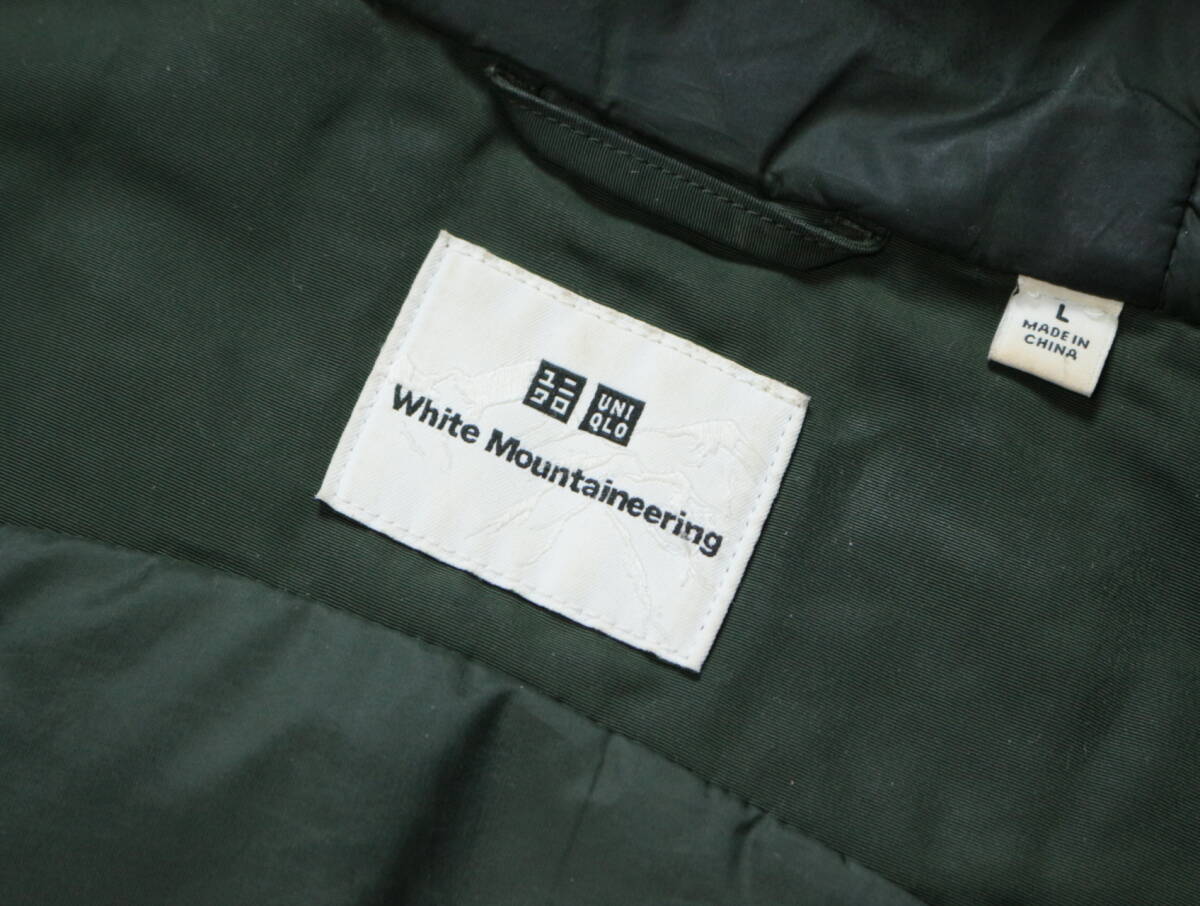 ユニ
クロ
UNI
QLO
White Mountaineering
L
MADE IN
CHINA